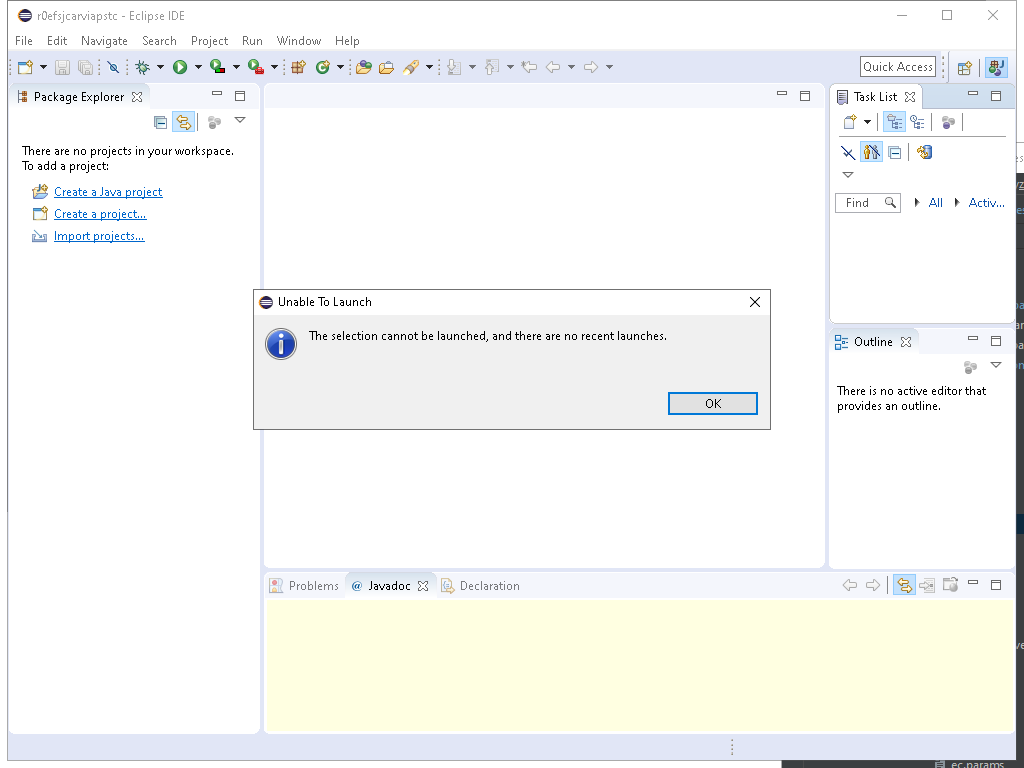 r0efsjcarviapstc - Eclipse IDE
File Edit Navigate Search Project Run Window Help
Quick Access
Package Explorer
Task List
There are no projects in your workspace.
To add a project:
Create a Java project
Create a project...
Import projects...
Find All Activ...
Unable To Launch
The selection cannot be launched, and there are no recent launches.
OK
Outline
There is no active editor that
provides an outline.
Problems @ Javadoc Declaration
ec.params